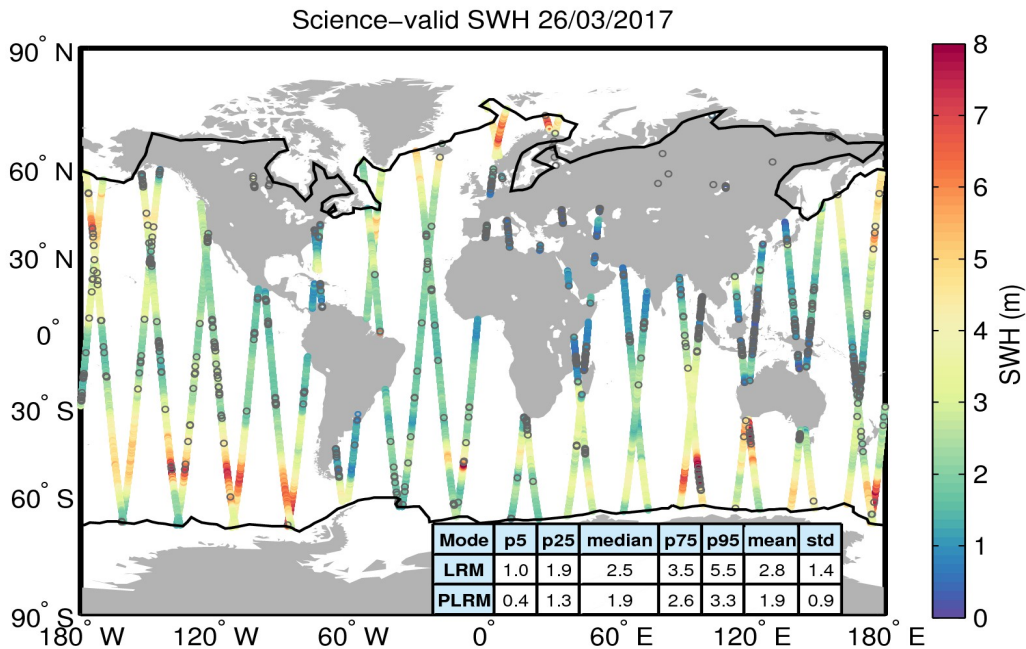 Science−valid SWH 26/03/2017
90° N
60° N
30° N
0°
30° S
60° S
90° S
180° W
120° W
60° W
0°
60° E
120° E
180° E
8
7
6
5
4
3
2
1
0
SWH (m)
Mode p5 p25 median p75 p95 mean std
LRM 1.0 1.9 2.5 3.5 5.5 2.8 1.4
PLRM 0.4 1.3 1.9 2.6 3.3 1.9 0.9